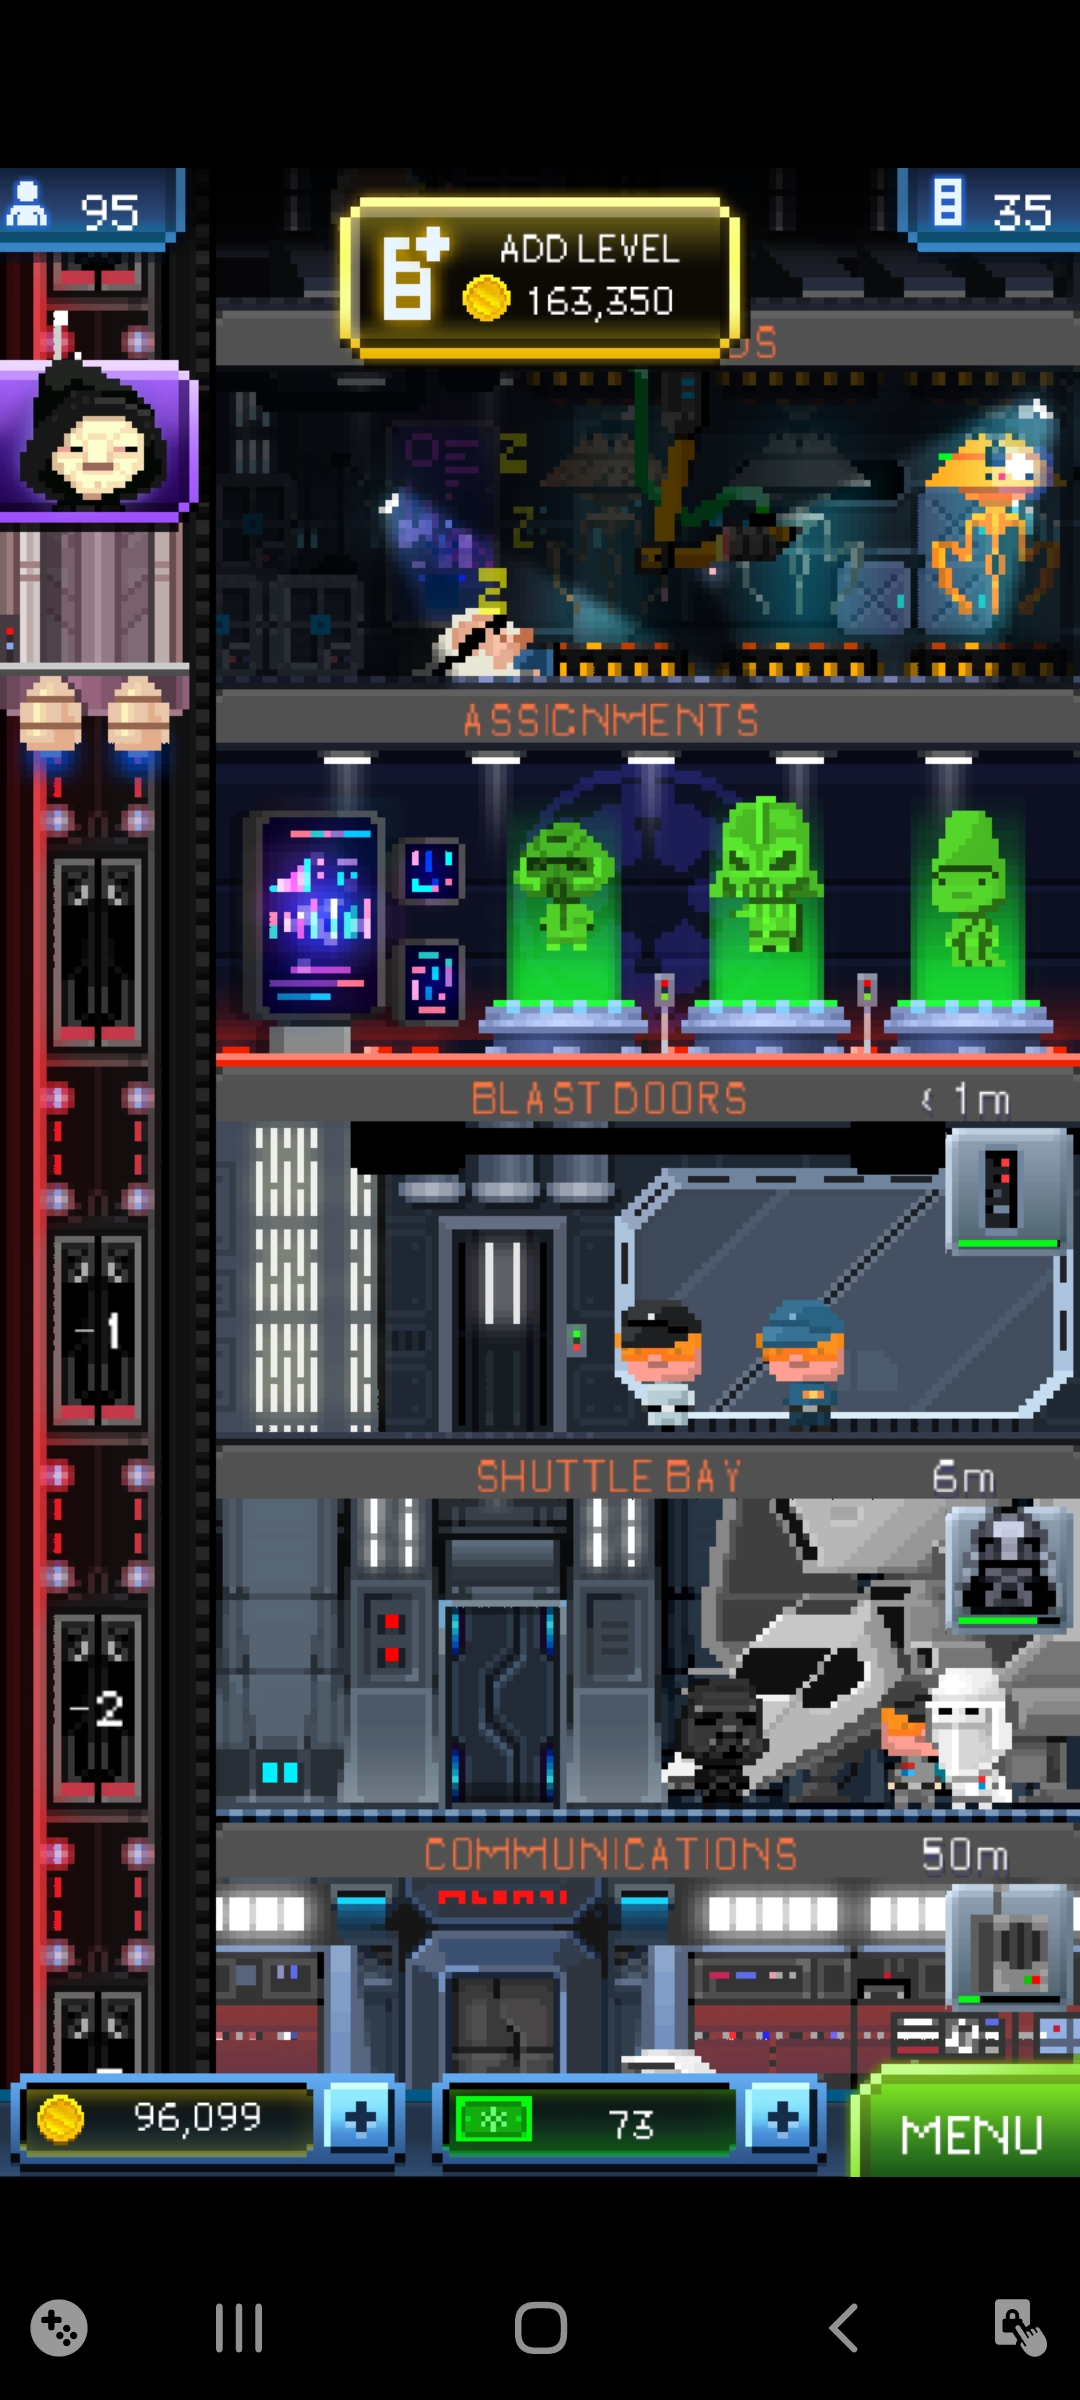 95
35
ADD LEVEL
163,350
DS
Z
Z
Z
ASSIGNMENTS
BLAST DOORS
< 1m
-1
SHUTTLE BAY
6m
-2
COMMUNICATIONS
50m
96,099
73
MENU